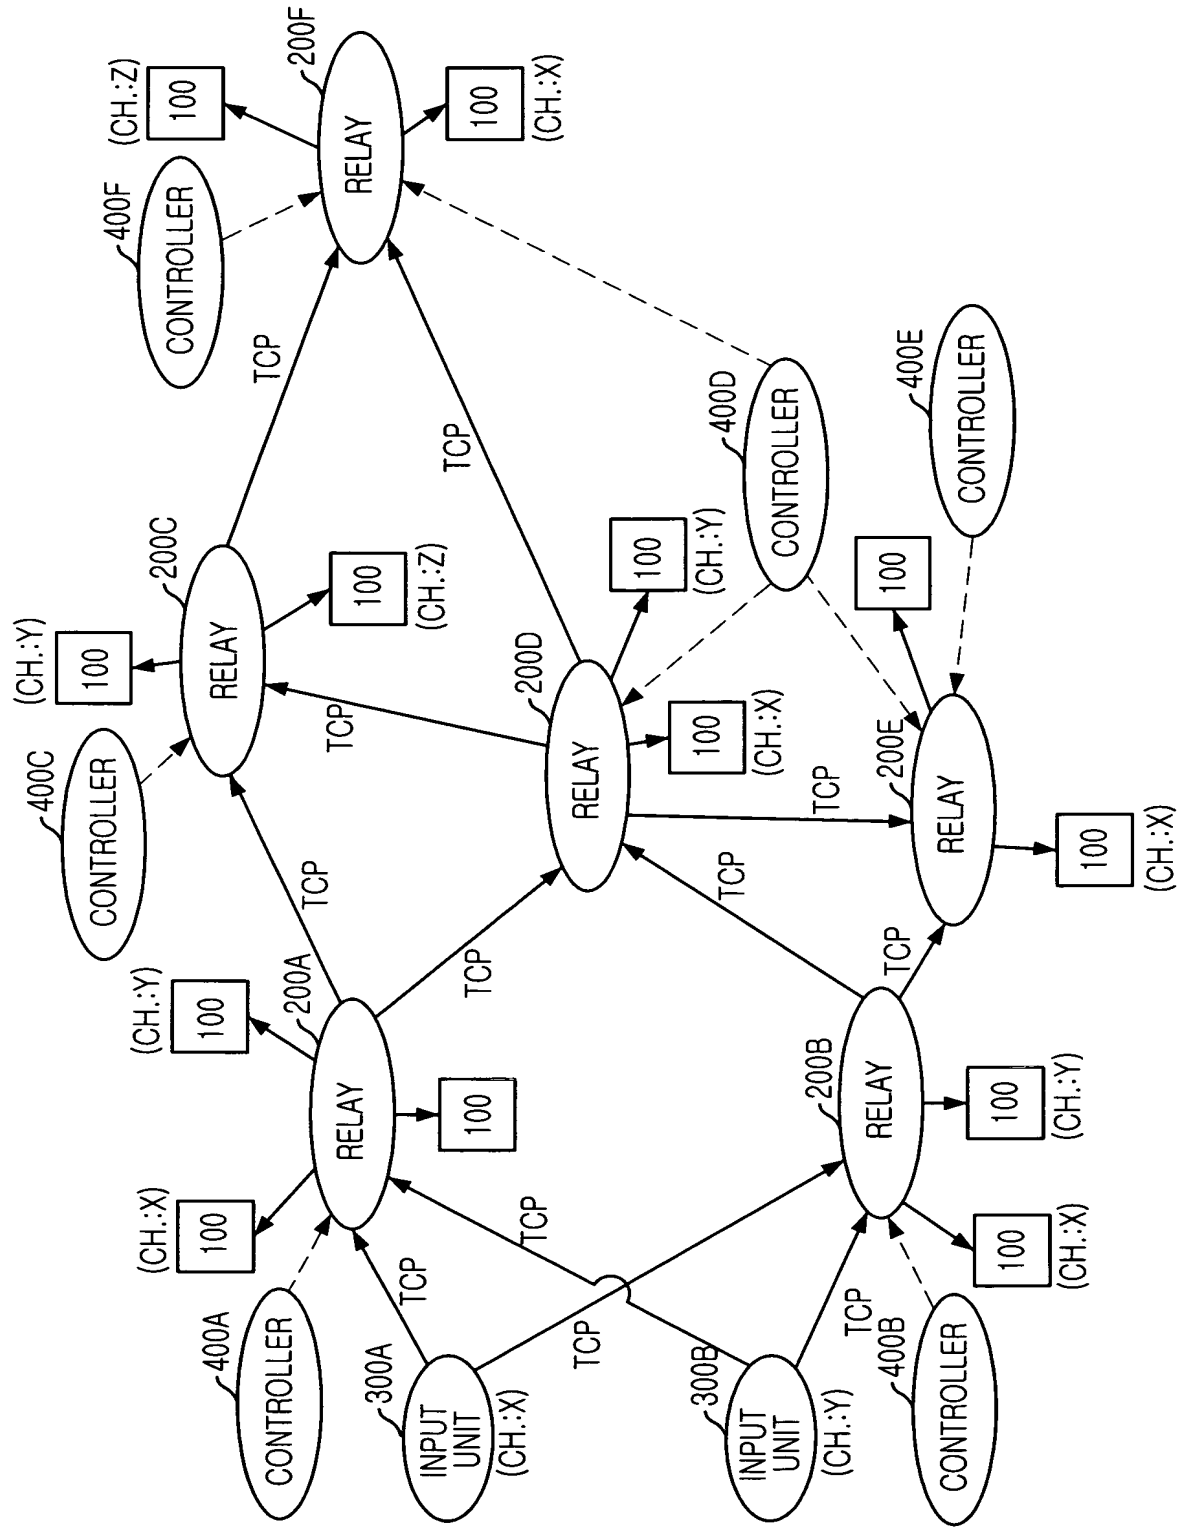 400A
CONTROLLER
300A
INPUT
UNIT
(CH.:X)
TCP
TCP
300B
INPUT
UNIT
(CH.:Y)
TCP
TCP
400B
CONTROLLER
(CH.:X)
100
(CH.:Y)
100
200A
RELAY
100
200B
RELAY
100
(CH.:X)
100
(CH.:Y)
400C
CONTROLLER
TCP
TCP
TCP
TCP
(CH.:Y)
100
200C
RELAY
100
(CH.:Z)
TCP
200D
RELAY
100
(CH.:X)
100
(CH.:Y)
TCP
200E
RELAY
100
100
(CH.:X)
400D
CONTROLLER
400E
CONTROLLER
TCP
TCP
400F
CONTROLLER
200F
RELAY
(CH.:Z)
100
100
(CH.:X)